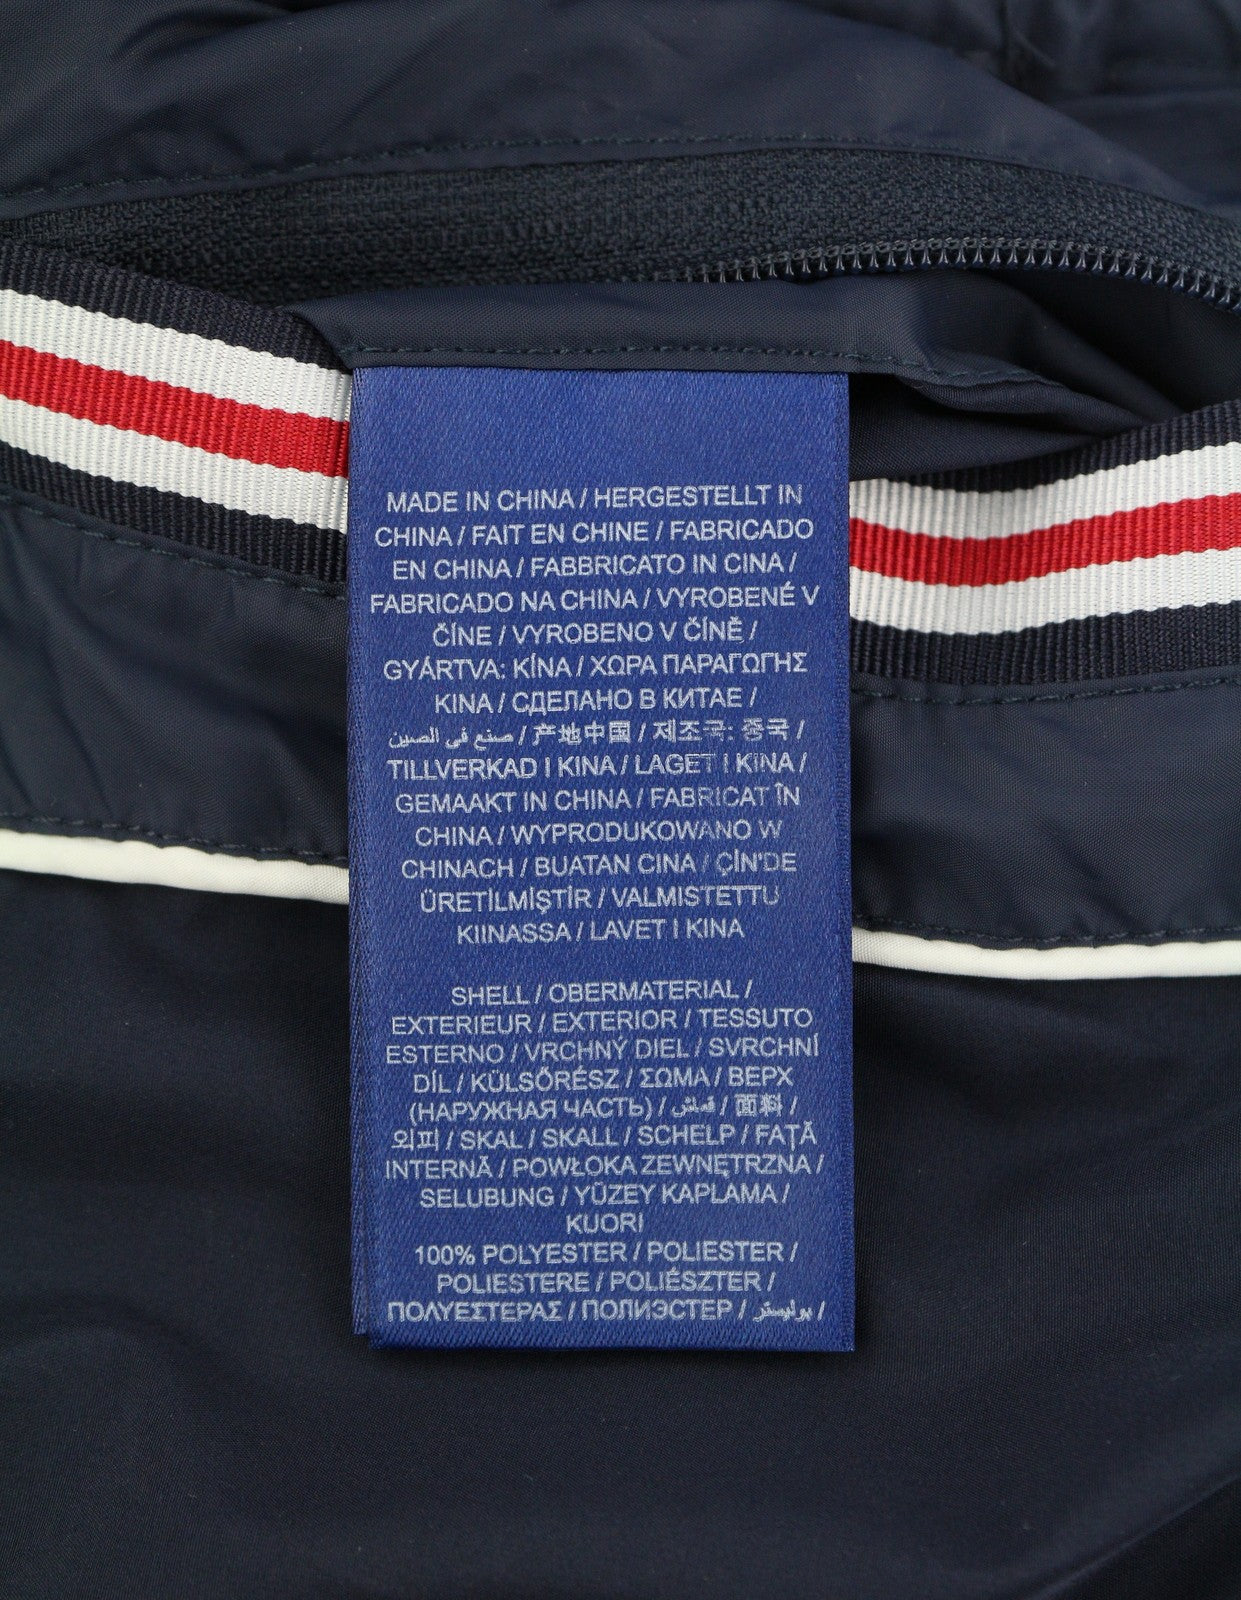 MADE IN CHINA / HERGESTELLT IN
CHINA / FAIT EN CHINE / FABRICADO
EN CHINA / FABBRICATO IN CINA /
FABRICADO NA CHINA / VYROBENÉ V
ČÍNE / VYROBENO V ČÍNĚ /
GYÁRTVA: KÍNA / ΧΩΡΑ ΠΑΡΑΓΩΓΗΣ
ΚΙΝΑ / СДЕЛАНО В КИТАЕ /
صنع في الصين / 产地中国 / 제조국: 중국 /
TILLVERKAD I KINA / LAGET I KINA /
GEMAAKT IN CHINA / FABRICAT ÎN
CHINA / WYPRODUKOWANO W
CHINACH / BUATAN CINA / ÇİN'DE
ÜRETİLMİŞTİR / VALMISTETTU
KIINASSA / LAVET I KINA
SHELL / OBERMATERIAL /
EXTERIEUR / EXTERIOR / TESSUTO
ESTERNO / VRCHNÝ DIEL / SVRCHNÍ
DÍL / KÜLSŐRÉSZ / ΣΩΜΑ / ВЕРХ
(НАРУЖНАЯ ЧАСТЬ) / قماش / 面料 /
외피 / SKAL / SKALL / SCHELP / FAȚĂ
INTERNĂ / POWŁOKA ZEWNĘTRZNA /
SELUBUNG / YÜZEY KAPLAMA /
KUORI
100% POLYESTER / POLIESTER /
POLIESTERE / POLIÉSZTER /
ΠΟΛΥΕΣΤΕΡΑΣ / ПОЛИЭСТЕР / بوليستر /